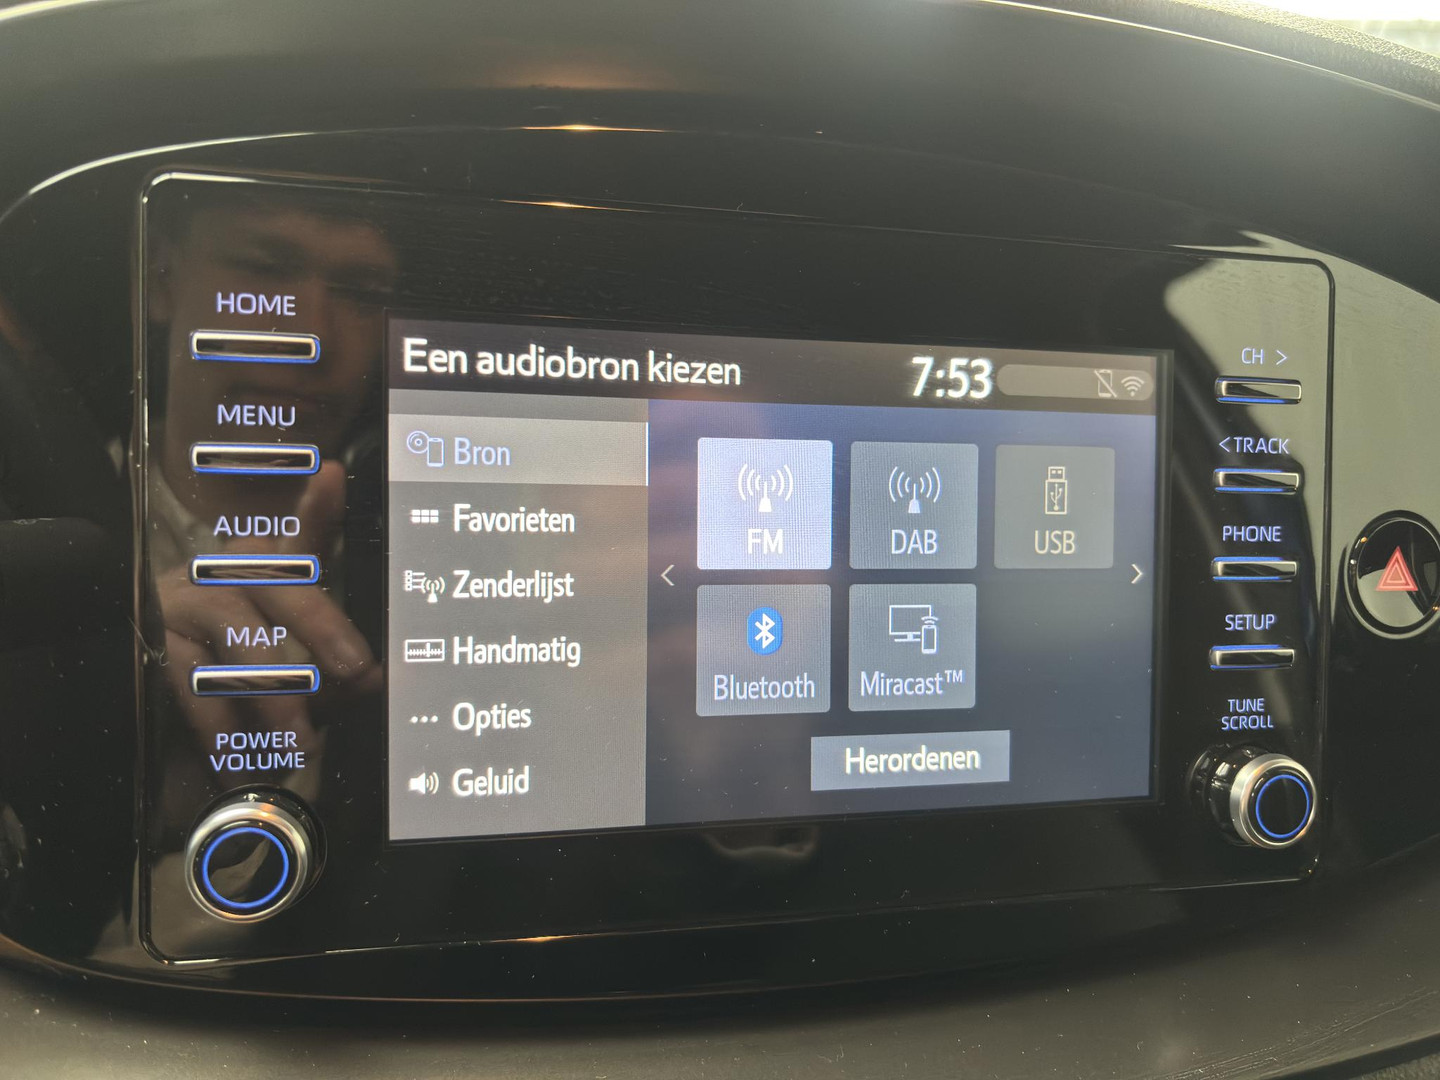 HOME
MENU
AUDIO
MAP
POWER
VOLUME
Een audiobron kiezen
7:53
Bron
Favorieten
Zenderlijst
Handmatig
Opties
Geluid
FM
DAB
USB
Bluetooth
Miracast™
Herordenen
CH >
<TRACK
PHONE
SETUP
TUNE
SCROLL